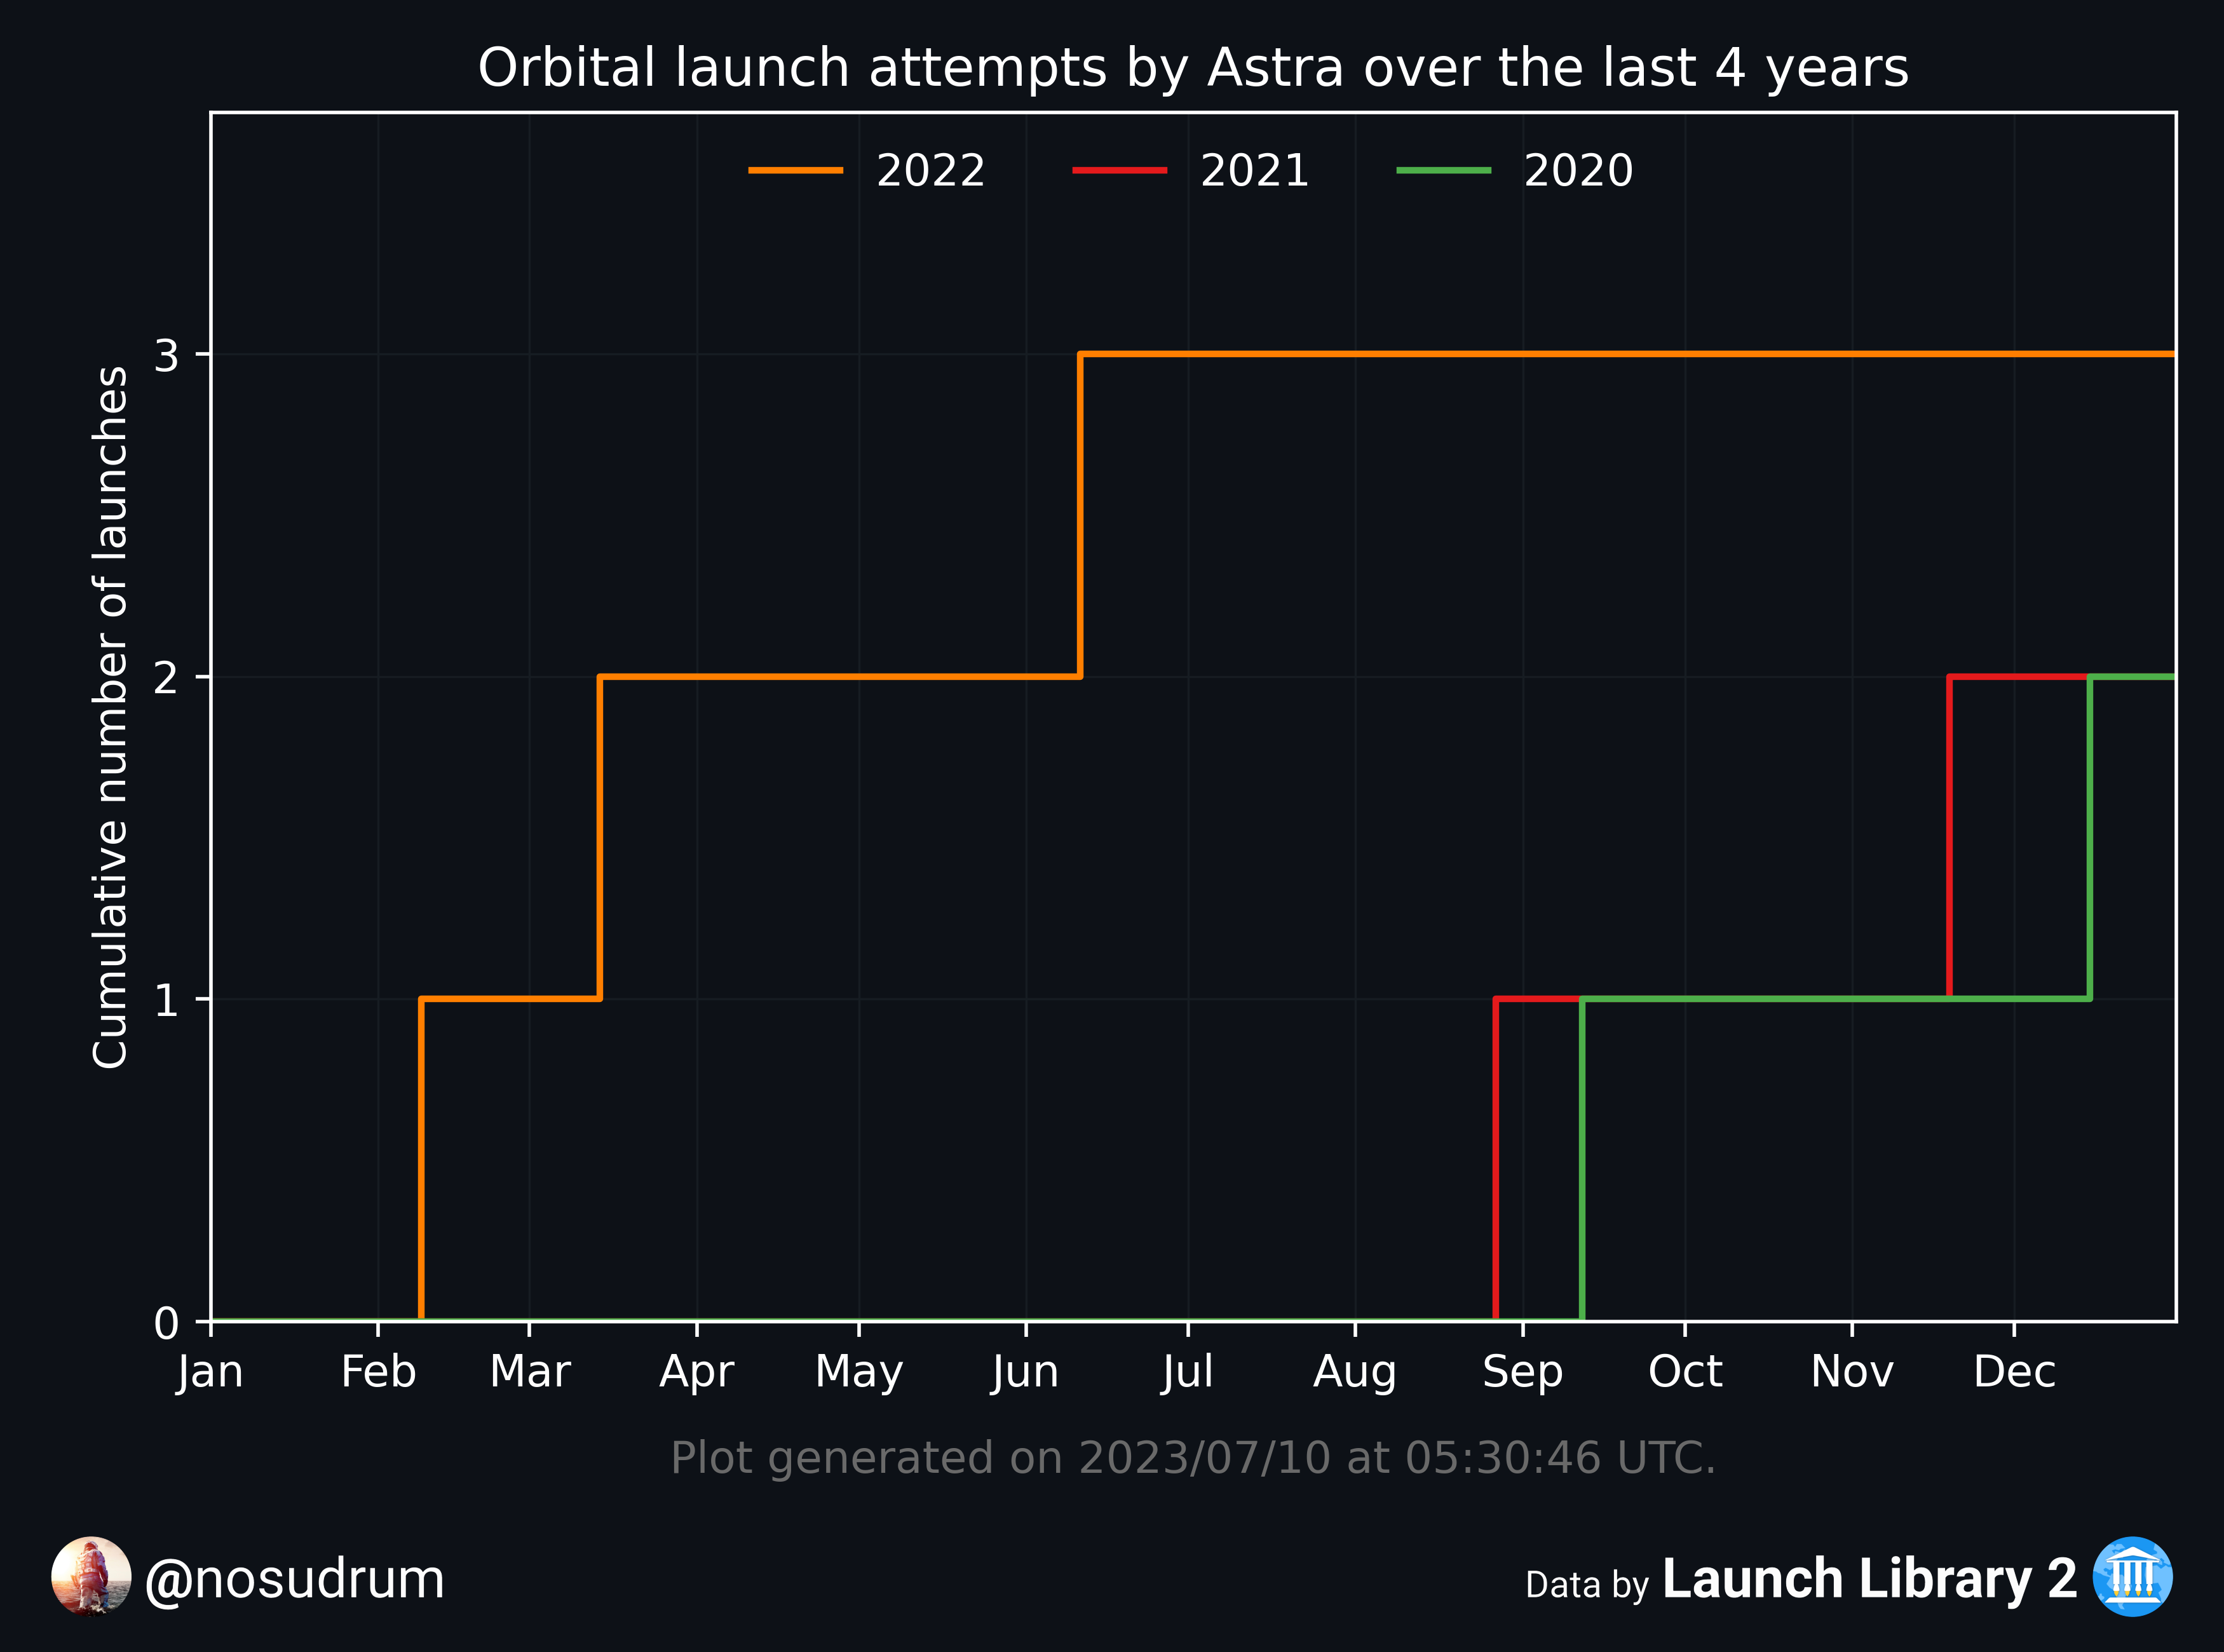 Orbital launch attempts by Astra over the last 4 years
2022 2021 2020
Cumulative number of launches
3
2
1
0
Jan Feb Mar Apr May Jun Jul Aug Sep Oct Nov Dec
Plot generated on 2023/07/10 at 05:30:46 UTC.
@nosudrum
Data by Launch Library 2